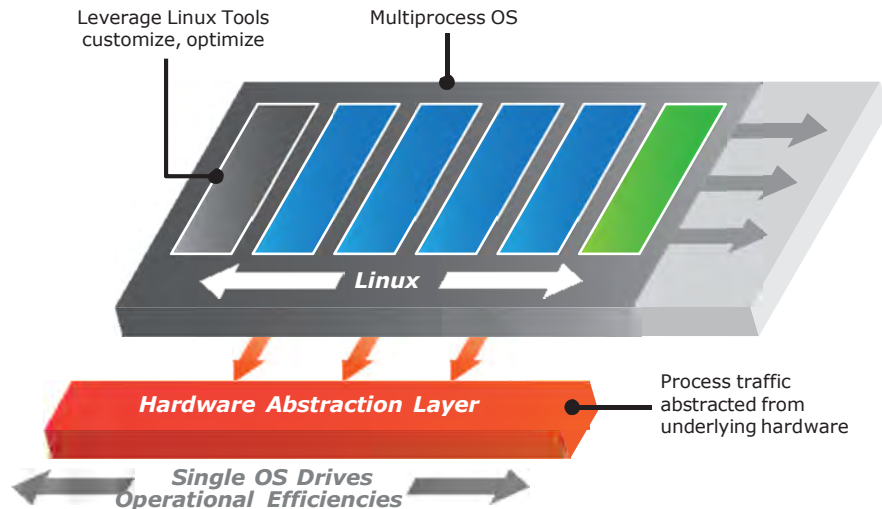 Leverage Linux Tools
customize, optimize
Multiprocess OS
Linux
Hardware Abstraction Layer
Process traffic
abstracted from
underlying hardware
Single OS Drives
Operational Efficiencies